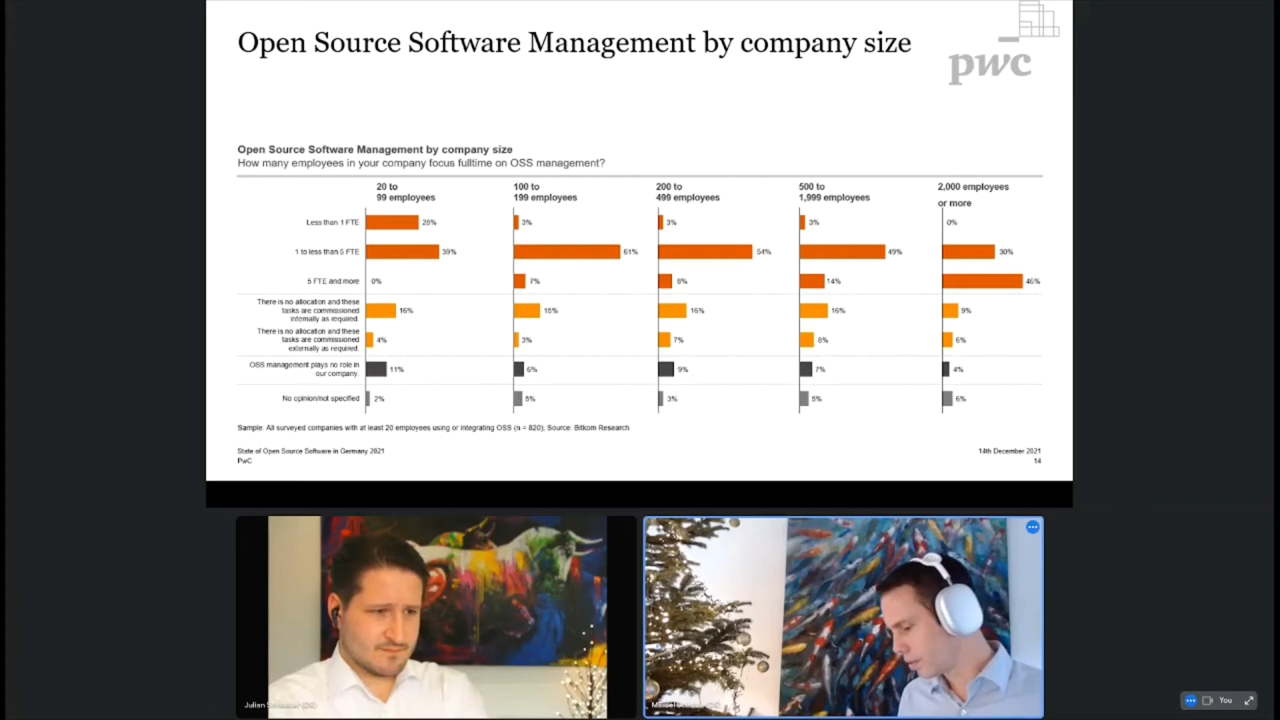 Open Source Software Management by company size
pwc
Open Source Software Management by company size
How many employees in your company focus fulltime on OSS management?
20 to
99 employees
100 to
199 employees
200 to
499 employees
500 to
1,999 employees
2,000 employees
or more
Less than 1 FTE
28%
3%
3%
3%
0%
1 to less than 5 FTE
39%
61%
54%
49%
30%
5 FTE and more
0%
7%
8%
14%
46%
There is no allocation and these
tasks are commissioned
internally as required.
16%
15%
16%
16%
9%
There is no allocation and these
tasks are commissioned
externally as required.
4%
3%
7%
8%
6%
OSS management plays no role in
our company.
11%
6%
9%
7%
4%
No opinion/not specified
2%
5%
3%
5%
6%
Sample: All surveyed companies with at least 20 employees using or integrating OSS (n = 820); Source: Bitkom Research
State of Open Source Software in Germany 2021
PwC
14th December 2021
14
Julian (DE)
You